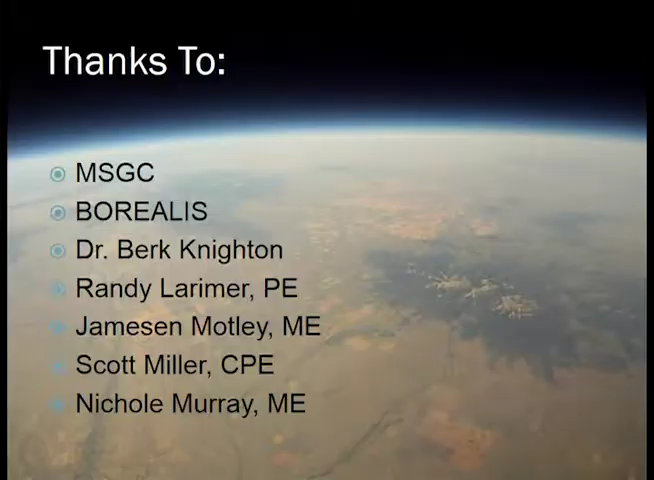 Thanks To:
MSGC
BOREALIS
Dr. Berk Knighton
Randy Larimer, PE
Jamesen Motley, ME
Scott Miller, CPE
Nichole Murray, ME